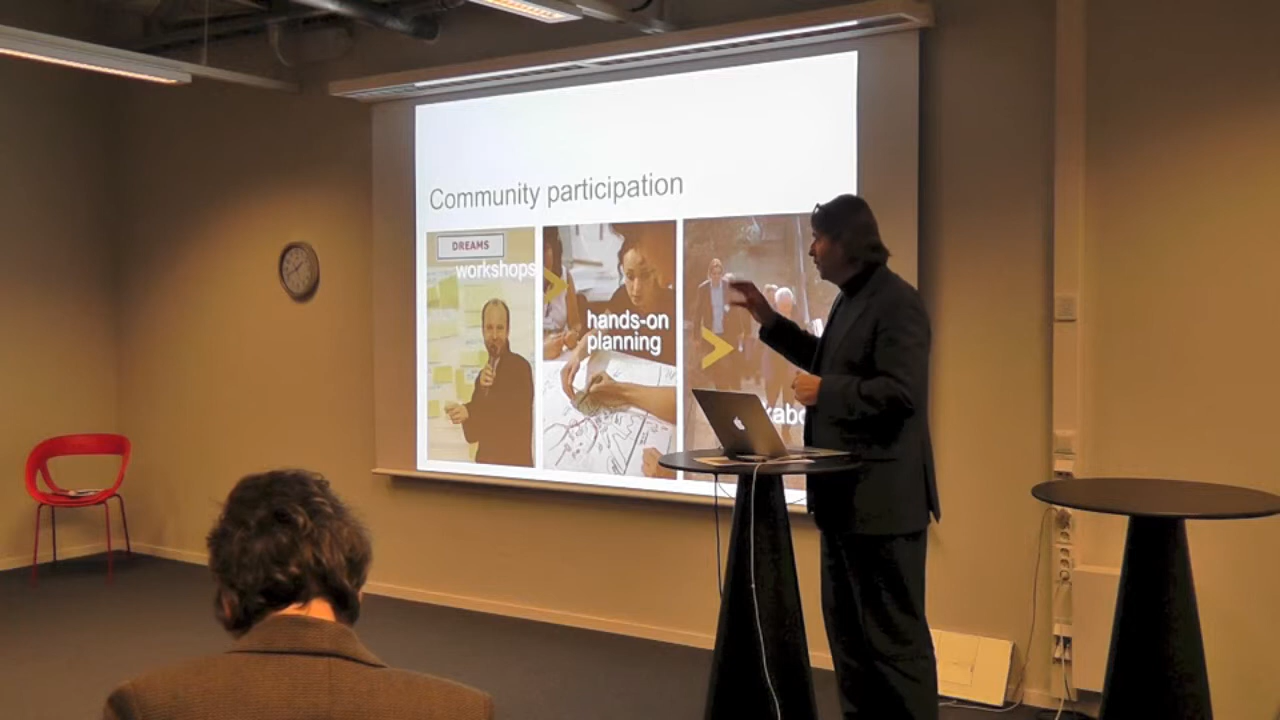 Community participation
DREAMS
workshops
hands-on
planning